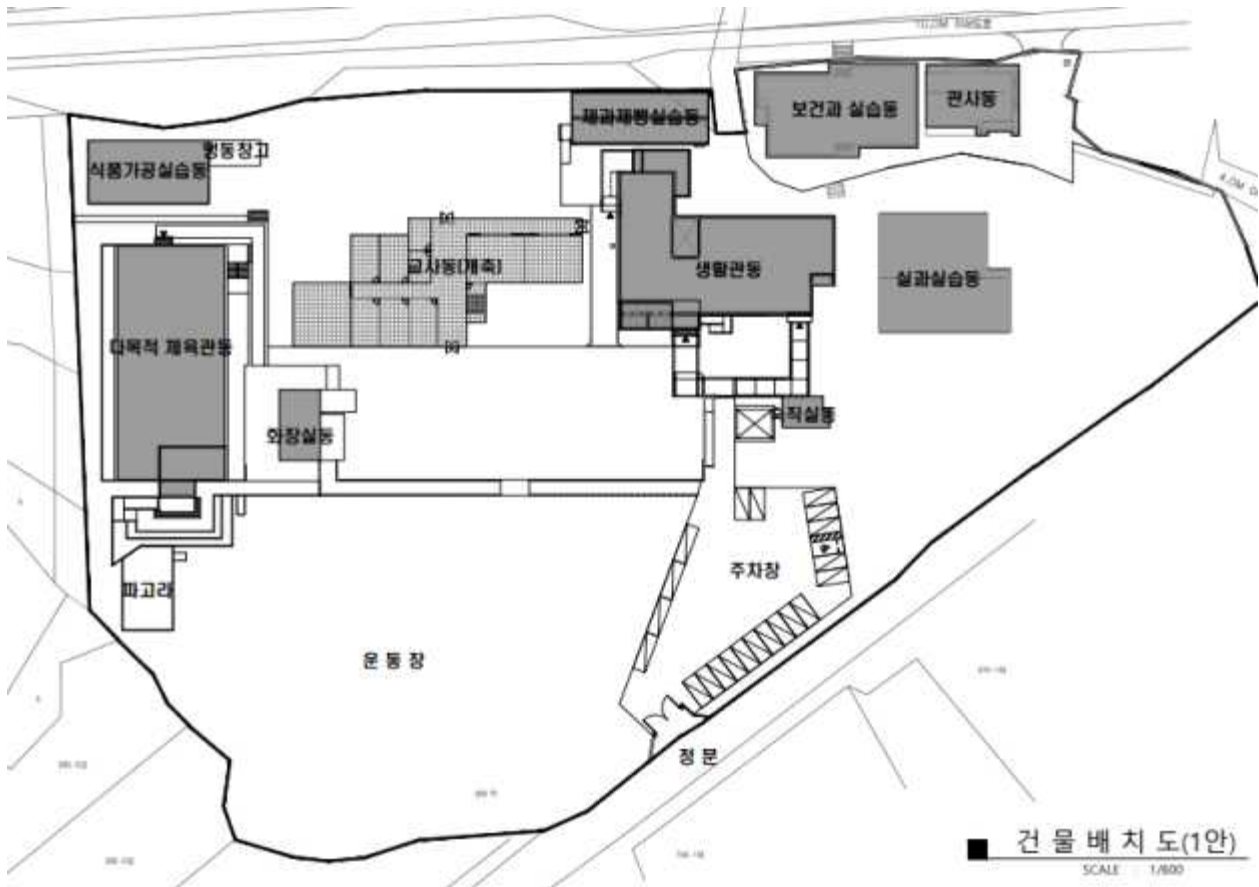 제과제빵실습동
보건과 실습동
관사동
식품가공실습동
냉동창고
교사동(개축)
생활관동
실과실습동
다목적 체육관동
화장실동
숙직실동
파고라
주차장
운 동 장
정 문
건 물 배 치 도(1안)
SCALE : 1/600